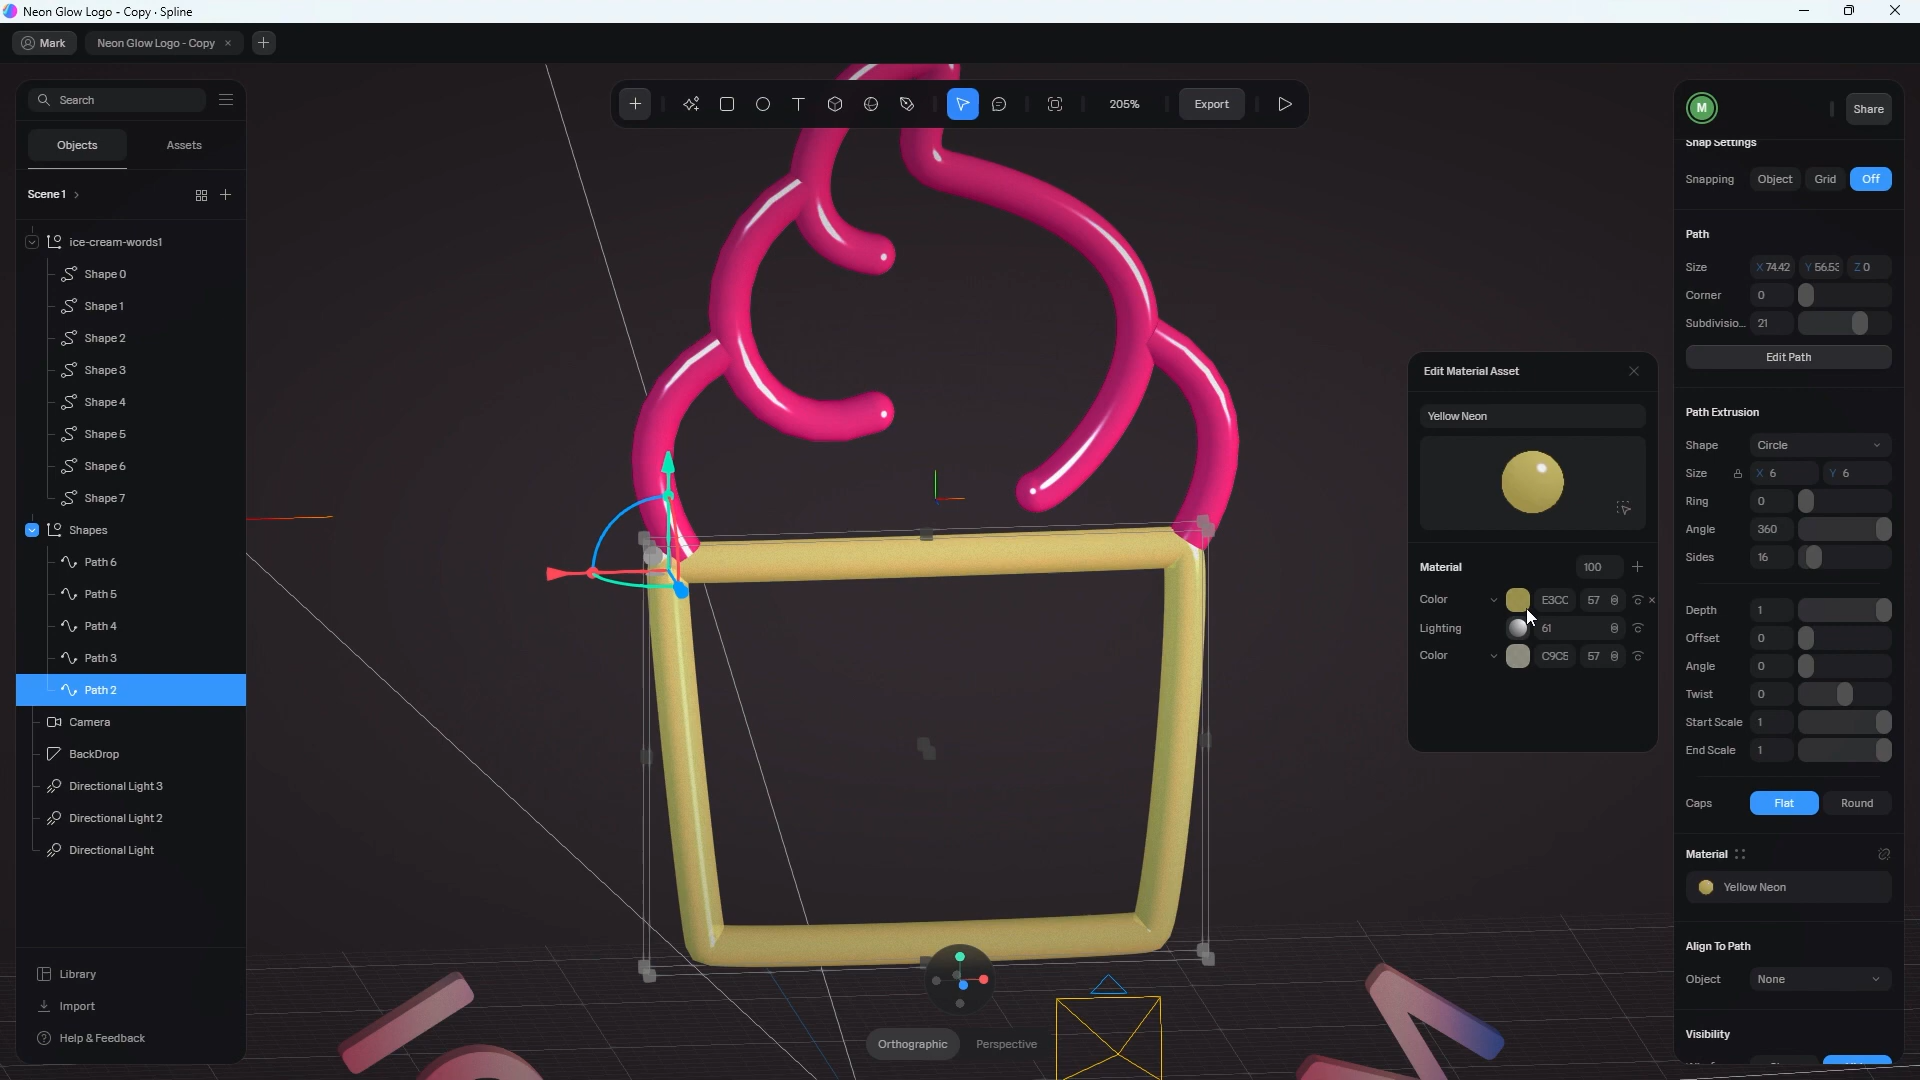 Neon Glow Logo - Copy · Spline
Mark
Neon Glow Logo - Copy
Search
Objects
Assets
Scene 1
ice-cream-words1
Shape 0
Shape 1
Shape 2
Shape 3
Shape 4
Shape 5
Shape 6
Shape 7
Shapes
Path 6
Path 5
Path 4
Path 3
Path 2
Camera
BackDrop
Directional Light 3
Directional Light 2
Directional Light
Library
Import
Help & Feedback
205%
Export
Orthographic
Perspective
Edit Material Asset
Yellow Neon
Material 100
Color E3CC 57
Lighting 61
Color C9C5 57
M
Share
Snap Settings
Snapping Object Grid Off
Path
Size X 74.42 Y 56.53 Z 0
Corner 0
Subdivisio... 21
Edit Path
Path Extrusion
Shape Circle
Size X 6 Y 6
Ring 0
Angle 360
Sides 16
Depth 1
Offset 0
Angle 0
Twist 0
Start Scale 1
End Scale 1
Caps Flat Round
Material
Yellow Neon
Align To Path
Object None
Visibility